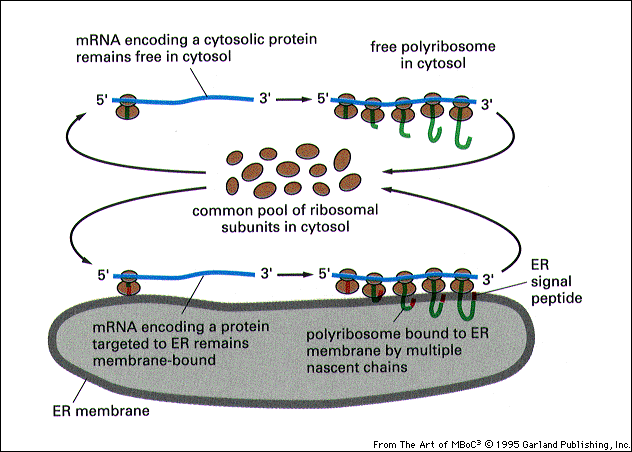 mRNA encoding a cytosolic protein
remains free in cytosol
free polyribosome
in cytosol
5'
3'
5'
3'
common pool of ribosomal
subunits in cytosol
5'
3'
5'
3'
ER
signal
peptide
mRNA encoding a protein
targeted to ER remains
membrane-bound
polyribosome bound to ER
membrane by multiple
nascent chains
ER membrane
From The Art of MBoC³ © 1995 Garland Publishing, Inc.